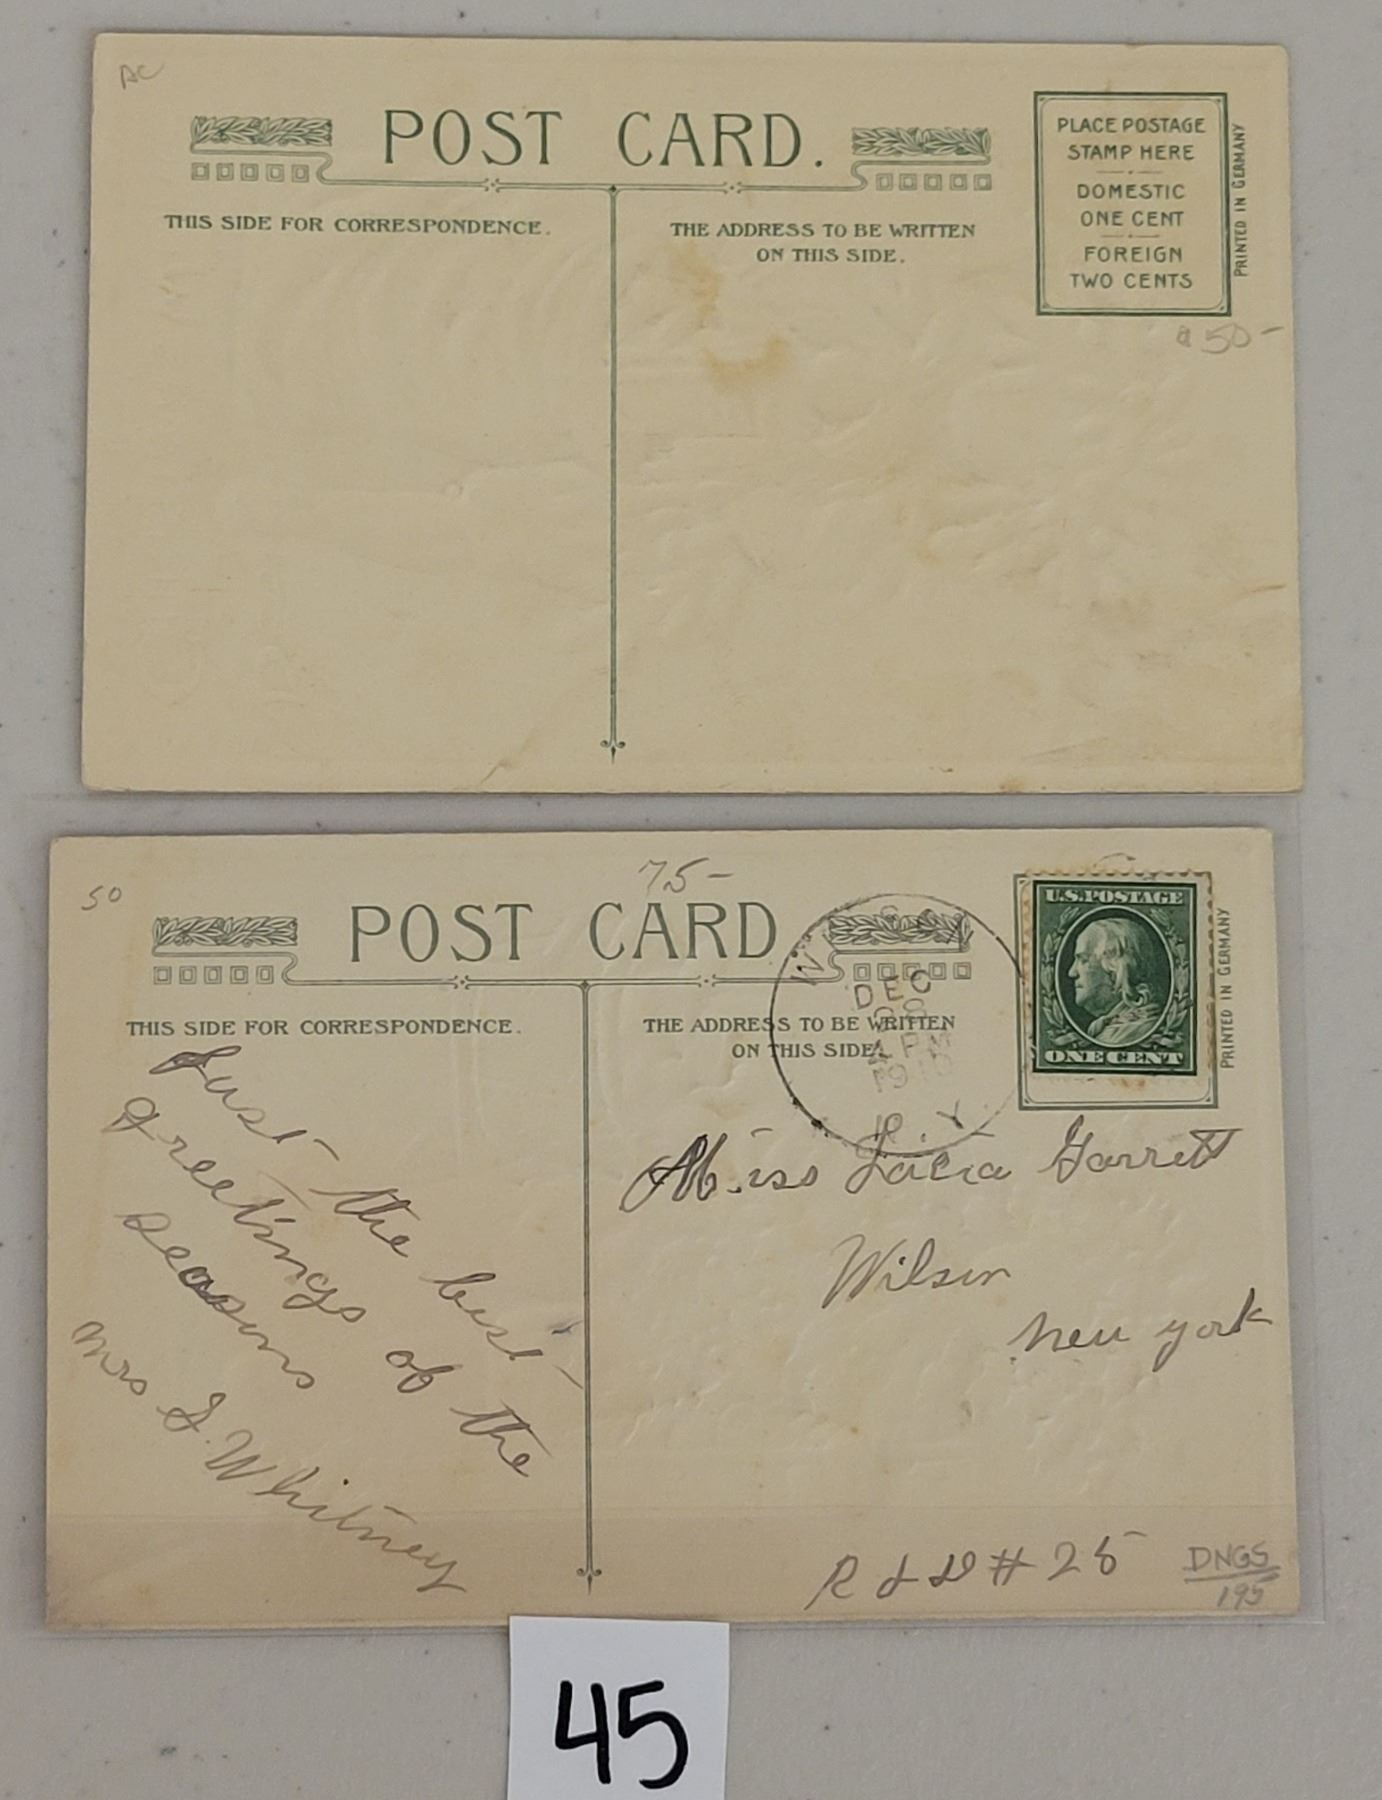 AC
POST CARD.
THIS SIDE FOR CORRESPONDENCE.
THE ADDRESS TO BE WRITTEN
ON THIS SIDE.
PLACE POSTAGE
STAMP HERE
DOMESTIC
ONE CENT
FOREIGN
TWO CENTS
PRINTED IN GERMANY
50-
50
75-
POST CARD
THIS SIDE FOR CORRESPONDENCE.
THE ADDRESS TO BE WRITTEN
ON THIS SIDE.
DEC
4 PM
1910
U.S. POSTAGE
ONE CENT
PRINTED IN GERMANY
Just the best
greetings of the
seasons
Mrs S. Whitney
Miss Garrett
Wilson
New York
R F D # 25
DNGS
195
45